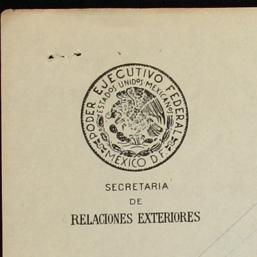 PODER EJECUTIVO FEDERAL
ESTADOS UNIDOS MEXICANOS
MEXICO D.F.
SECRETARIA
DE
RELACIONES EXTERIORES